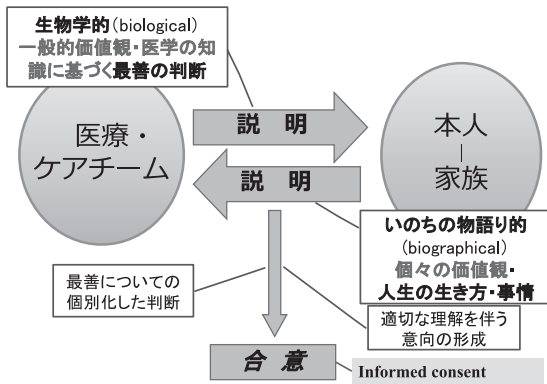 生物学的(biological)
一般的価値観・医学の知
識に基づく最善の判断
医療・
ケアチーム
説 明
本人
|
家族
説 明
いのちの物語り的
(biographical)
個々の価値観・
人生の生き方・事情
最善についての
個別化した判断
適切な理解を伴う
意向の形成
合 意
Informed consent